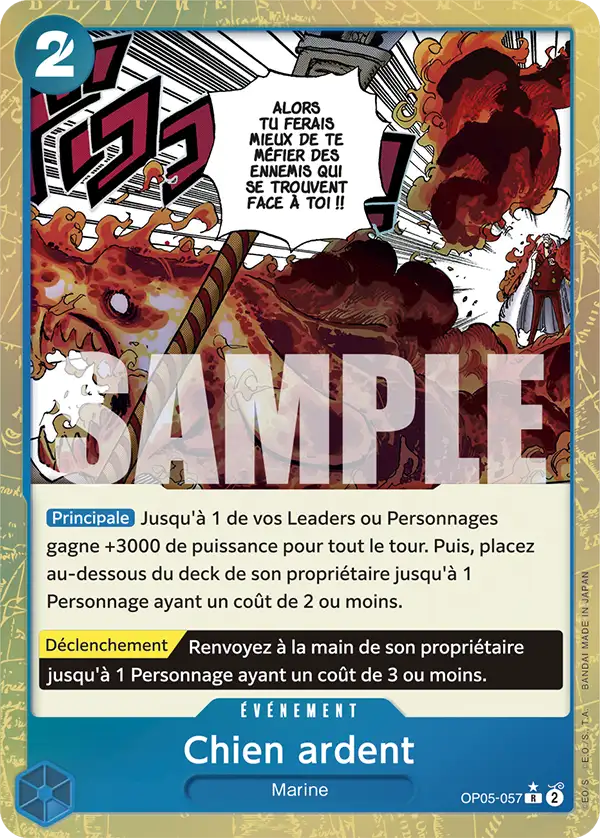 2
ALORS
TU FERAIS
MIEUX DE TE
MÉFIER DES
ENNEMIS QUI
SE TROUVENT
FACE À TOI !!
SAMPLE
Principale Jusqu'à 1 de vos Leaders ou Personnages
gagne +3000 de puissance pour tout le tour. Puis, placez
au-dessous du deck de son propriétaire jusqu'à 1
Personnage ayant un coût de 2 ou moins.
Déclenchement Renvoyez à la main de son propriétaire
jusqu'à 1 Personnage ayant un coût de 3 ou moins.
ÉVÉNEMENT
Chien ardent
Marine
OP05-057 R 2
©E.O./S. ©E.O./S., T.A. BANDAI MADE IN JAPAN